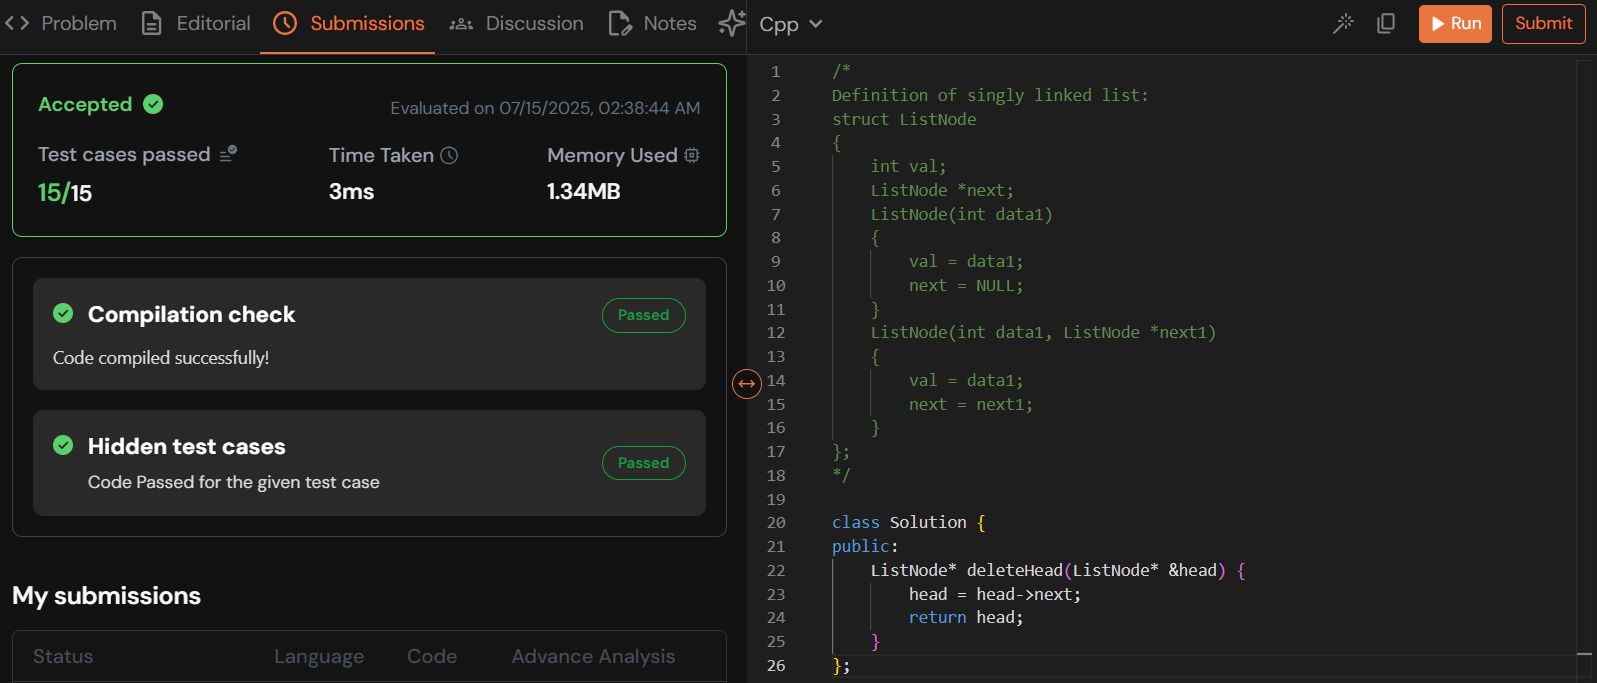 Problem
Editorial
Submissions
Discussion
Notes
Cpp
Run
Submit
Accepted
Evaluated on 07/15/2025, 02:38:44 AM
Test cases passed
Time Taken
Memory Used
15/15
3ms
1.34MB
Compilation check
Passed
Code compiled successfully!
Hidden test cases
Passed
Code Passed for the given test case
My submissions
Status
Language
Code
Advance Analysis
1 /*
2 Definition of singly linked list:
3 struct ListNode
4 {
5     int val;
6     ListNode *next;
7     ListNode(int data1)
8     {
9         val = data1;
10         next = NULL;
11     }
12     ListNode(int data1, ListNode *next1)
13     {
14         val = data1;
15         next = next1;
16     }
17 };
18 */
19
20 class Solution {
21 public:
22     ListNode* deleteHead(ListNode* &head) {
23         head = head->next;
24         return head;
25     }
26 };